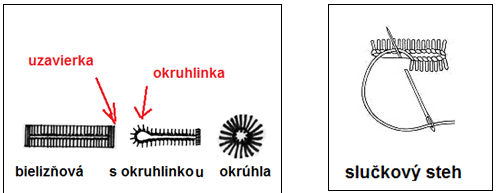 uzavierka
okruhlinka
bielizňová s okruhlinkou okrúhla
slučkový steh